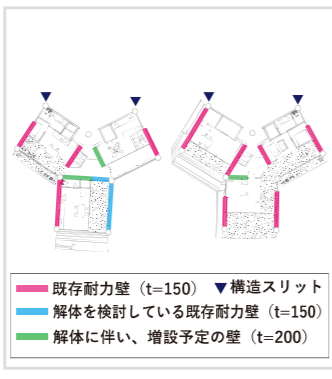 既存耐力壁（t=150） ▼構造スリット
解体を検討している既存耐力壁（t=150）
解体に伴い、増設予定の壁（t=200）